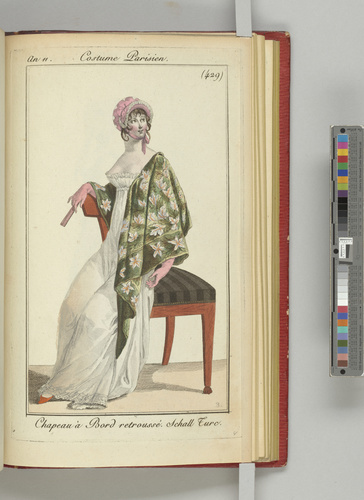 An 11. Costume Parisien.
(429)
Chapeau à Bord retroussé. Schall Turc.